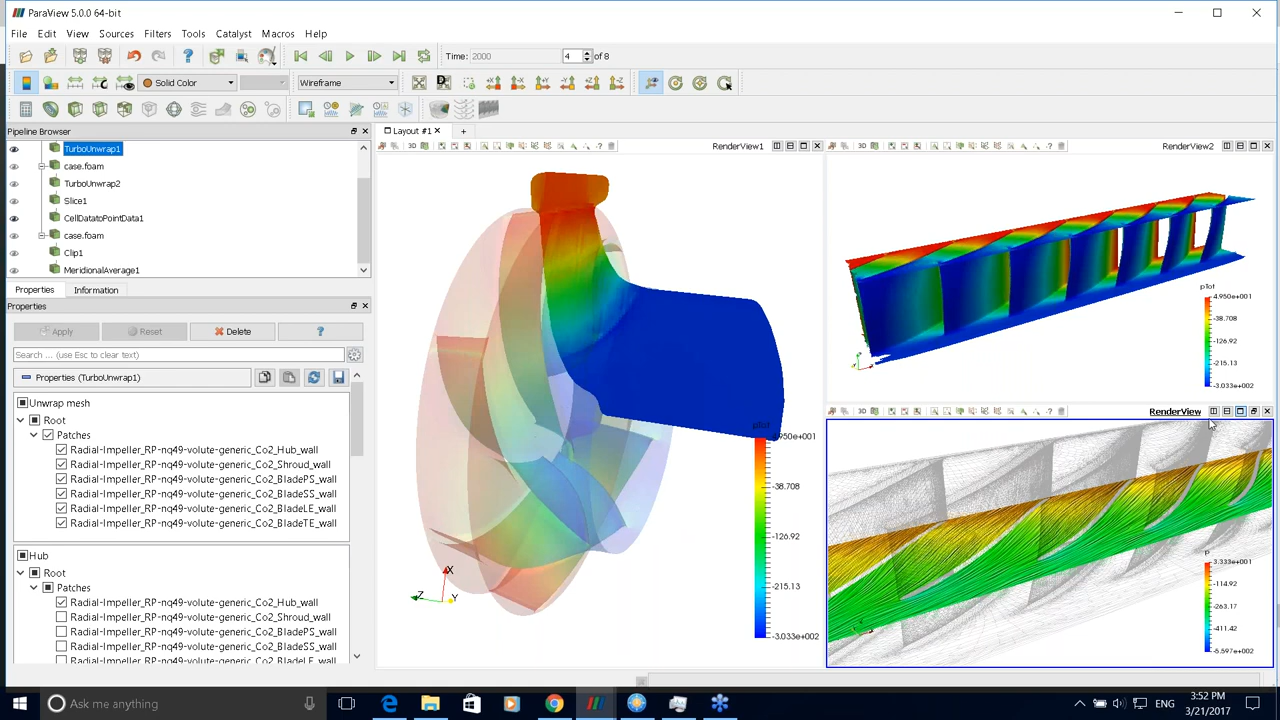 ParaView 5.0.0 64-bit
File Edit View Sources Filters Tools Catalyst Macros Help
Time: 2000 4 of 8
Solid Color Wireframe
Pipeline Browser
Layout #1
RenderView1
RenderView2
TurboUnwrap1
case.foam
TurboUnwrap2
Slice1
CellDatatoPointData1
case.foam
Clip1
MeridionalAverage1
Properties Information
Properties
Apply Reset Delete ?
Search ... (use Esc to clear text)
Properties (TurboUnwrap1)
Unwrap mesh
Root
Patches
Radial-Impeller_RP-nq49-volute-generic_Co2_Hub_wall
Radial-Impeller_RP-nq49-volute-generic_Co2_Shroud_wall
Radial-Impeller_RP-nq49-volute-generic_Co2_BladePS_wall
Radial-Impeller_RP-nq49-volute-generic_Co2_BladeSS_wall
Radial-Impeller_RP-nq49-volute-generic_Co2_BladeLE_wall
Radial-Impeller_RP-nq49-volute-generic_Co2_BladeTE_wall
Hub
Root
Patches
Radial-Impeller_RP-nq49-volute-generic_Co2_Hub_wall
Radial-Impeller_RP-nq49-volute-generic_Co2_Shroud_wall
Radial-Impeller_RP-nq49-volute-generic_Co2_BladePS_wall
Radial-Impeller_RP-nq49-volute-generic_Co2_BladeSS_wall
Radial-Impeller_RP-nq49-volute-generic_Co2_BladeLE_wall
X
Z
Y
-38.708
-126.92
-215.13
-3.033e+002
4.950e+001
-38.708
-126.92
-215.13
-3.033e+002
RenderView
3D
p
3.333e+001
-114.92
-263.17
-411.42
-5.597e+002
Ask me anything
ENG
3:52 PM
3/21/2017